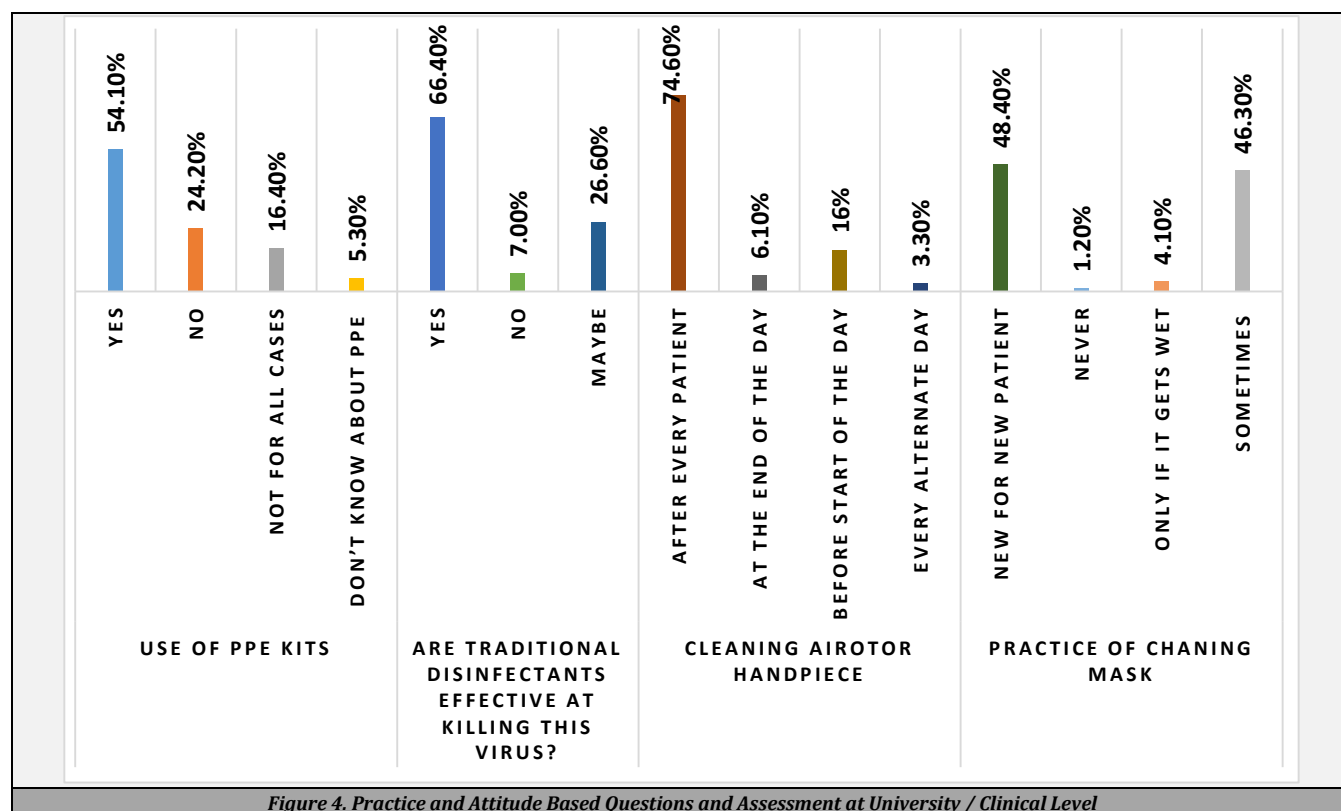 54.10%
24.20%
16.40%
5.30%
66.40%
7.00%
26.60%
74.60%
6.10%
16%
3.30%
48.40%
1.20%
4.10%
46.30%
YES
NO
NOT FOR ALL CASES
DON'T KNOW ABOUT PPE
YES
NO
MAYBE
AFTER EVERY PATIENT
AT THE END OF THE DAY
BEFORE START OF THE DAY
EVERY ALTERNATE DAY
NEW FOR NEW PATIENT
NEVER
ONLY IF IT GETS WET
SOMETIMES
USE OF PPE KITS
ARE TRADITIONAL
DISINFECTANTS
EFFECTIVE AT
KILLING THIS
VIRUS?
CLEANING AIROTOR
HANDPIECE
PRACTICE OF CHANING
MASK
Figure 4. Practice and Attitude Based Questions and Assessment at University / Clinical Level